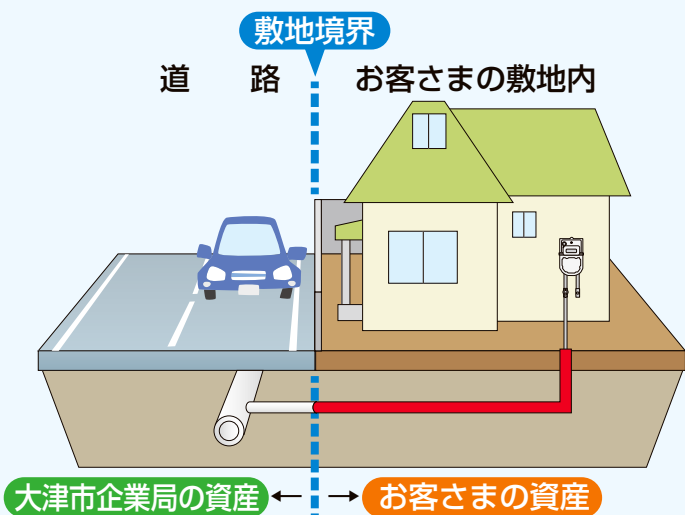 敷地境界
道路
お客さまの敷地内
大津市企業局の資産
お客さまの資産